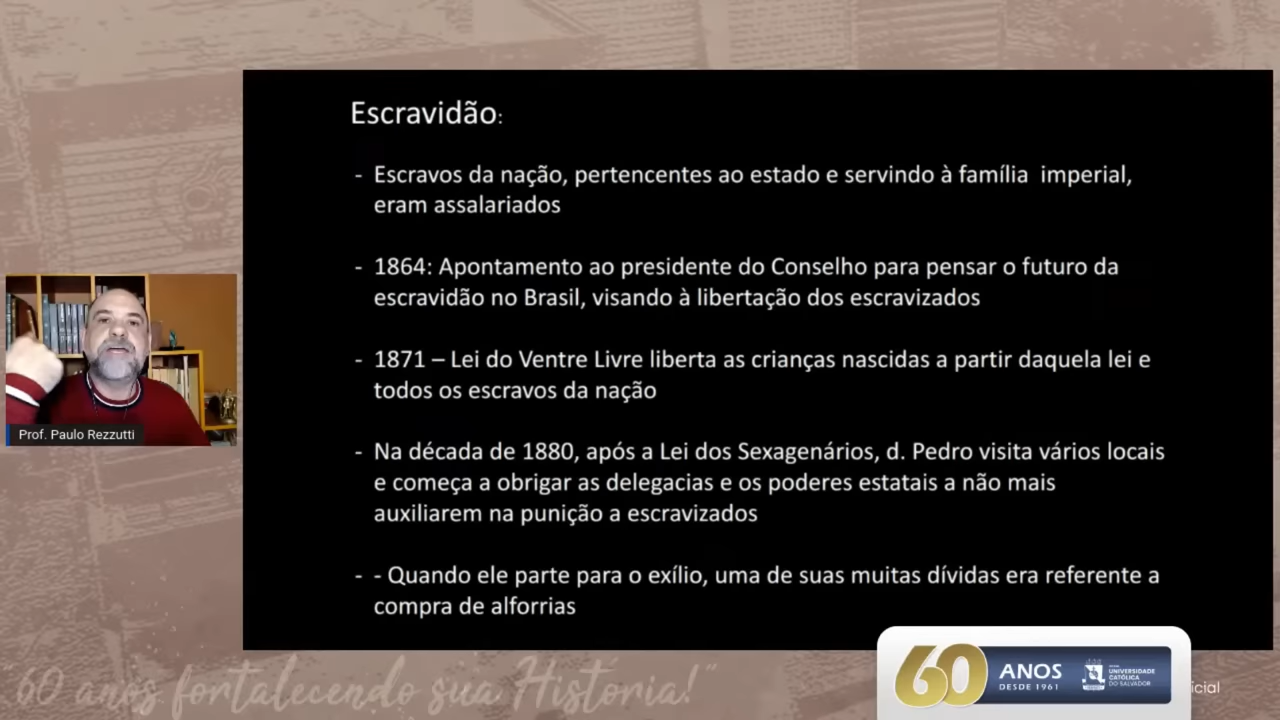 Escravidão:
- Escravos da nação, pertencentes ao estado e servindo à família imperial,
eram assalariados
- 1864: Apontamento ao presidente do Conselho para pensar o futuro da
escravidão no Brasil, visando à libertação dos escravizados
- 1871 – Lei do Ventre Livre liberta as crianças nascidas a partir daquela lei e
todos os escravos da nação
- Na década de 1880, após a Lei dos Sexagenários, d. Pedro visita vários locais
e começa a obrigar as delegacias e os poderes estatais a não mais
auxiliarem na punição a escravizados
- - Quando ele parte para o exílio, uma de suas muitas dívidas era referente a
compra de alforrias
Prof. Paulo Rezzutti
"60 anos fortalecendo sua Historia!"
60 ANOS
DESDE 1961
UNIVERSIDADE
CATÓLICA
DO SALVADOR
icial